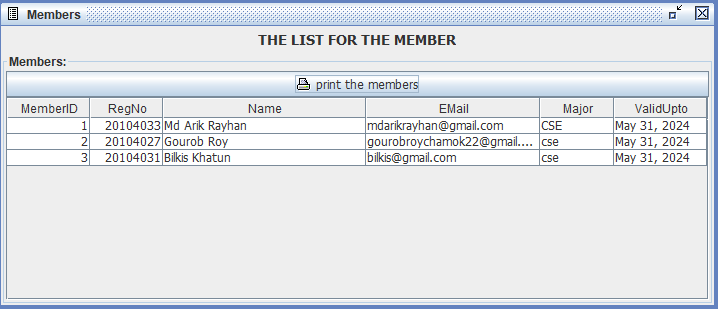 Members
THE LIST FOR THE MEMBER
Members:
print the members
MemberID RegNo Name EMail Major ValidUpto
1 20104033 Md Arik Rayhan mdarikrayhan@gmail.com CSE May 31, 2024
2 20104027 Gourob Roy gourobroychamok22@gmail.... cse May 31, 2024
3 20104031 Bilkis Khatun bilkis@gmail.com cse May 31, 2024